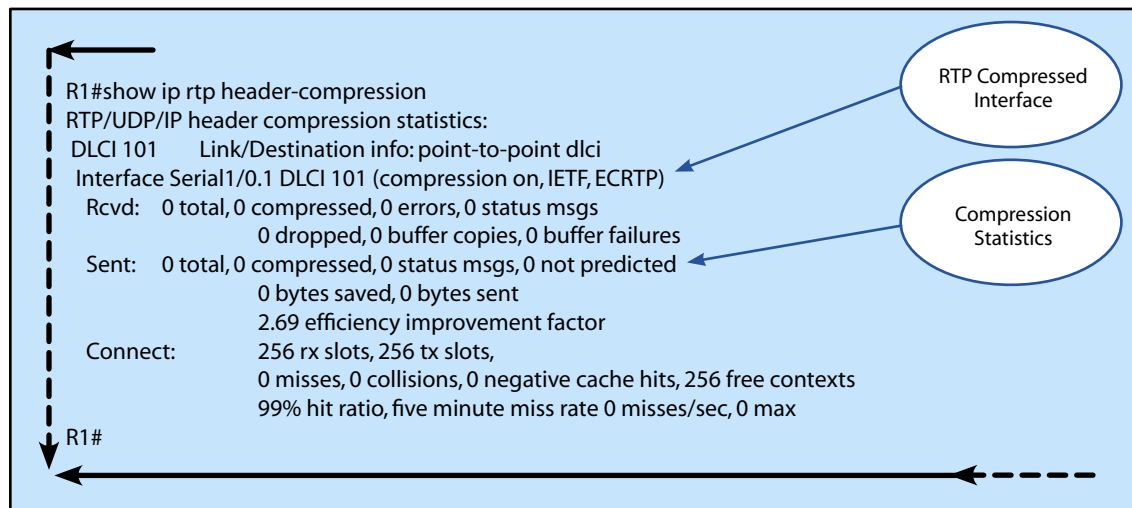 R1#show ip rtp header-compression
RTP/UDP/IP header compression statistics:
DLCI 101 Link/Destination info: point-to-point dlci
Interface Serial1/0.1 DLCI 101 (compression on, IETF, ECRTP)
Rcvd: 0 total, 0 compressed, 0 errors, 0 status msgs
0 dropped, 0 buffer copies, 0 buffer failures
Sent: 0 total, 0 compressed, 0 status msgs, 0 not predicted
0 bytes saved, 0 bytes sent
2.69 efficiency improvement factor
Connect: 256 rx slots, 256 tx slots,
0 misses, 0 collisions, 0 negative cache hits, 256 free contexts
99% hit ratio, five minute miss rate 0 misses/sec, 0 max
R1#
RTP Compressed
Interface
Compression
Statistics